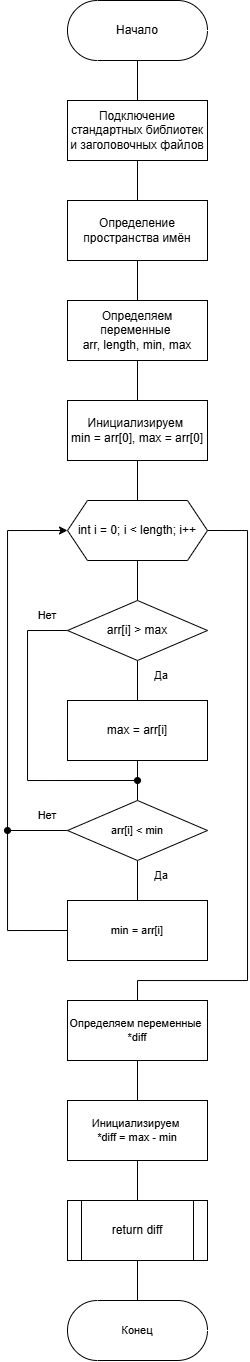 Начало
Подключение
стандартных библиотек
и заголовочных файлов
Определение
пространства имён
Определяем
переменные
arr, length, min, max
Инициализируем
min = arr[0], max = arr[0]
int i = 0; i < length; i++
Нет
arr[i] > max
Да
max = arr[i]
Нет
arr[i] < min
Да
min = arr[i]
Определяем переменные
*diff
Инициализируем
*diff = max - min
return diff
Конец